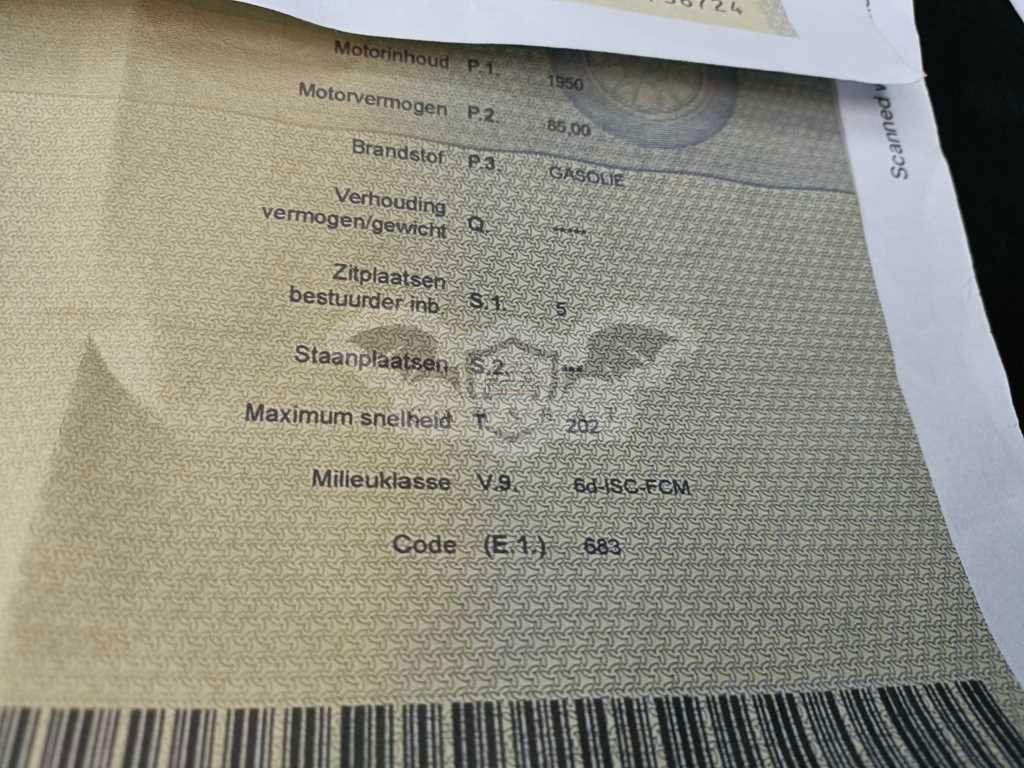 Motorinhoud P.1. 1950
Motorvermogen P.2. 85,00
Brandstof P.3. GASOLIE
Verhouding
vermogen/gewicht Q. -----
Zitplaatsen
bestuurder inb. S.1. 5
Staanplaatsen S.2. ---
Maximum snelheid T. 202
Milieuklasse V.9. 6d-ISC-FCM
Code (E.1.) 683
Scanned